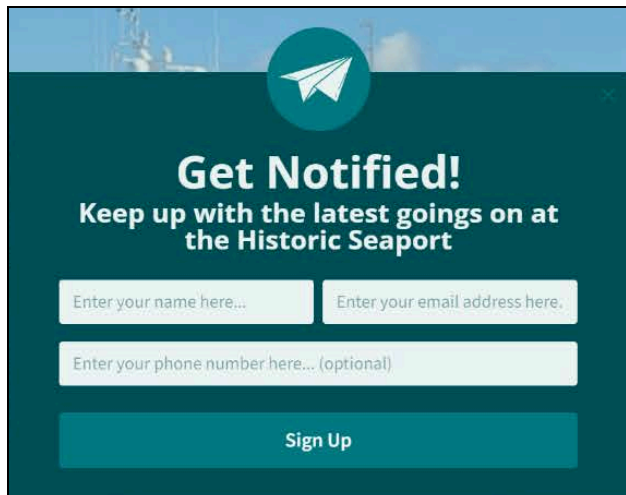 Get Notified!
Keep up with the latest goings on at
the Historic Seaport
Enter your name here...
Enter your email address here.
Enter your phone number here... (optional)
Sign Up